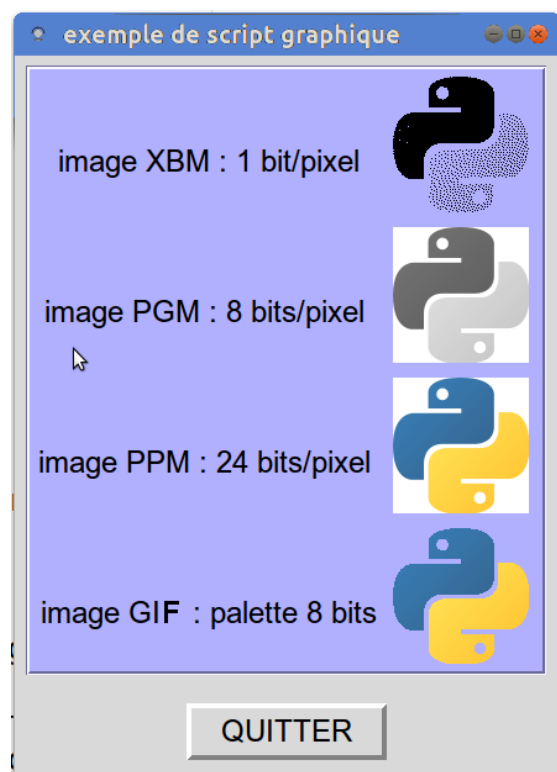 exemple de script graphique
image XBM : 1 bit/pixel
image PGM : 8 bits/pixel
image PPM : 24 bits/pixel
image GIF : palette 8 bits
QUITTER